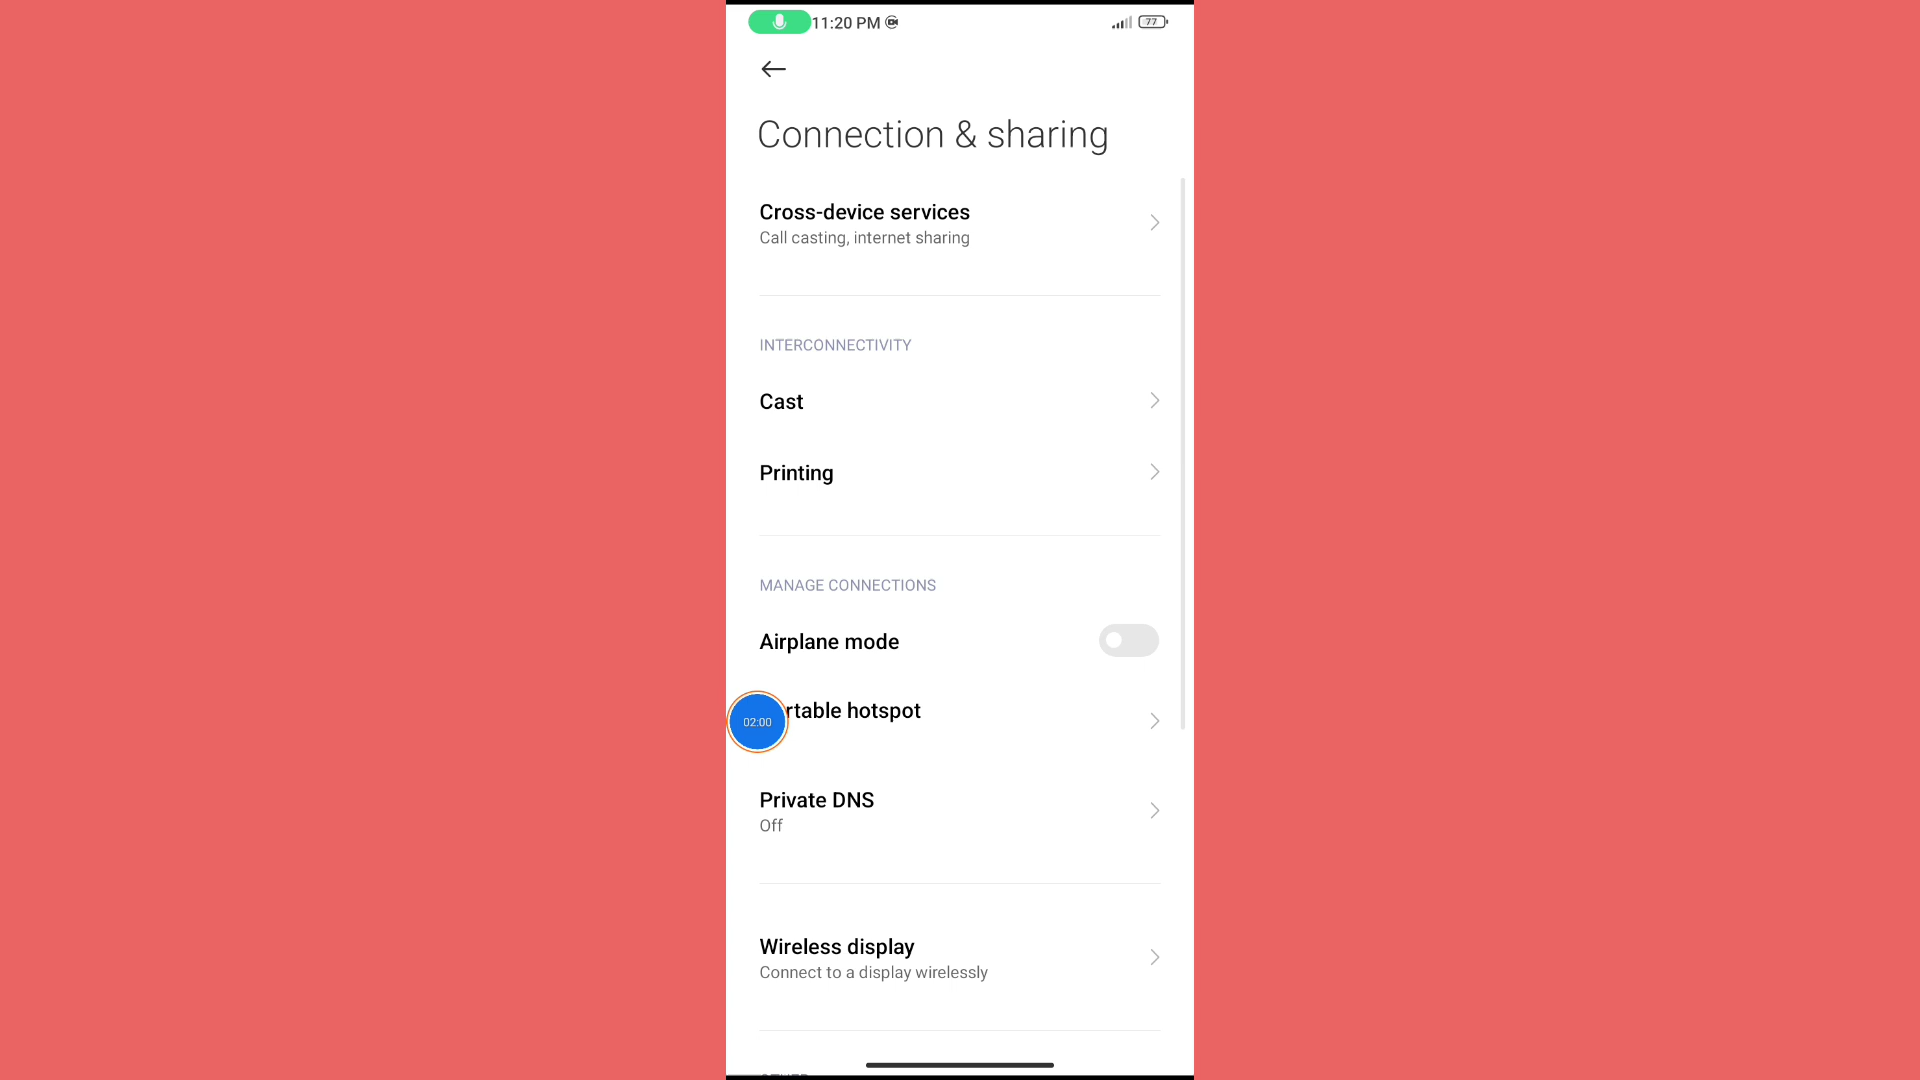 11:20 PM
77
Connection & sharing
Cross-device services
Call casting, internet sharing
INTERCONNECTIVITY
Cast
Printing
MANAGE CONNECTIONS
Airplane mode
02:00
rtable hotspot
Private DNS
Off
Wireless display
Connect to a display wirelessly